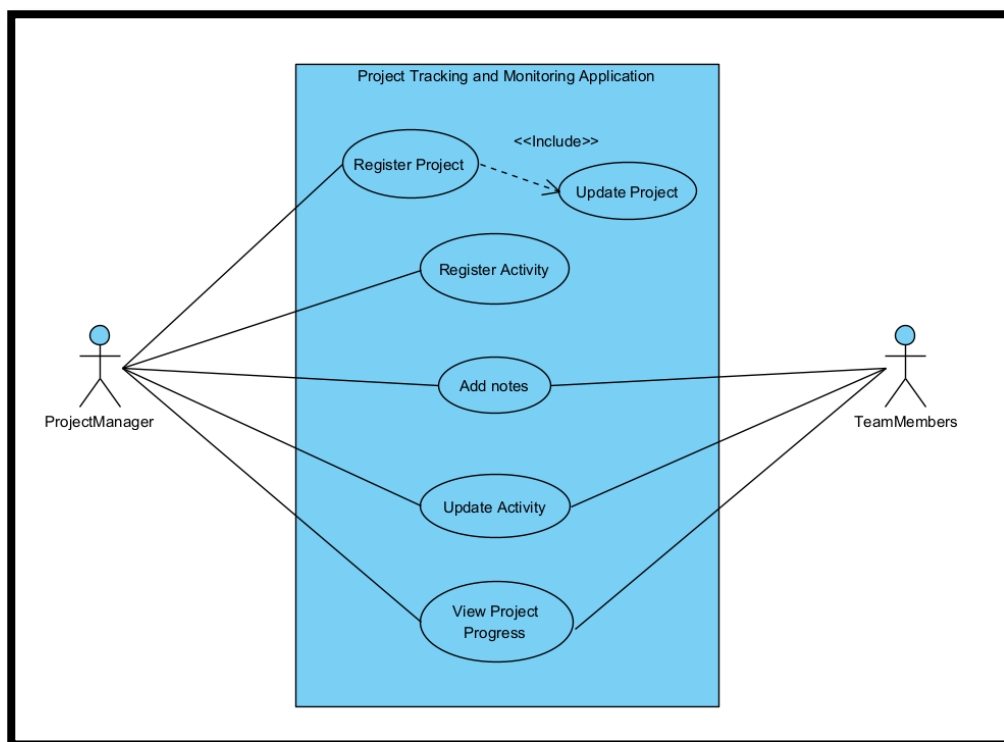 Project Tracking and Monitoring Application
<<Include>>
Register Project
Update Project
Register Activity
Add notes
ProjectManager
TeamMembers
Update Activity
View Project
Progress